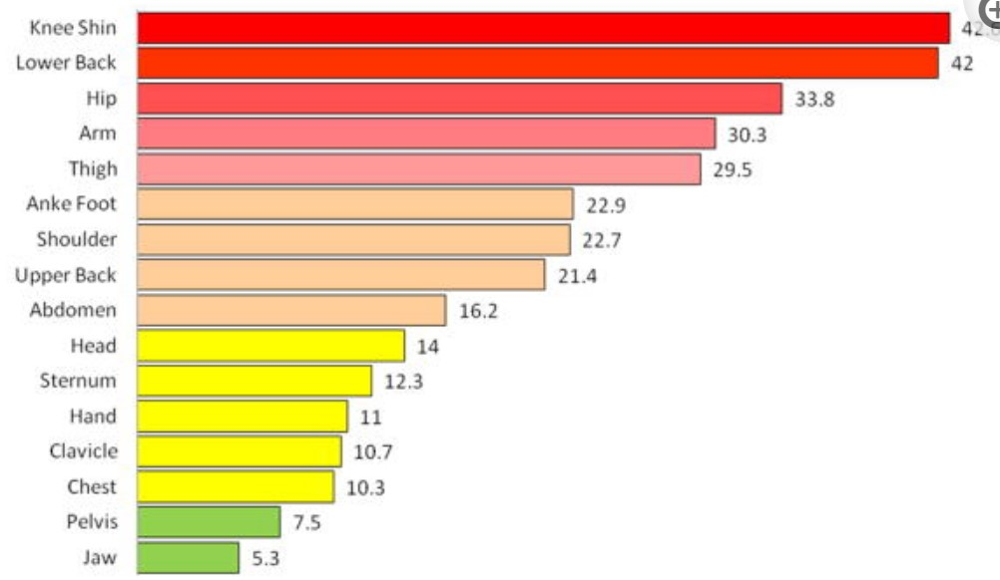 Knee Shin
Lower Back 42
Hip 33.8
Arm 30.3
Thigh 29.5
Anke Foot 22.9
Shoulder 22.7
Upper Back 21.4
Abdomen 16.2
Head 14
Sternum 12.3
Hand 11
Clavicle 10.7
Chest 10.3
Pelvis 7.5
Jaw 5.3